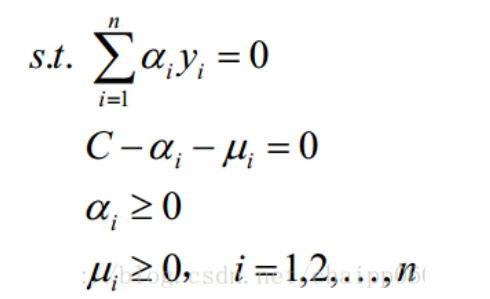 s.t. ∑_{i=1}^{n} α_i y_i = 0
C − α_i − μ_i = 0
α_i ≥ 0
μ_i ≥ 0, i = 1,2,...,n